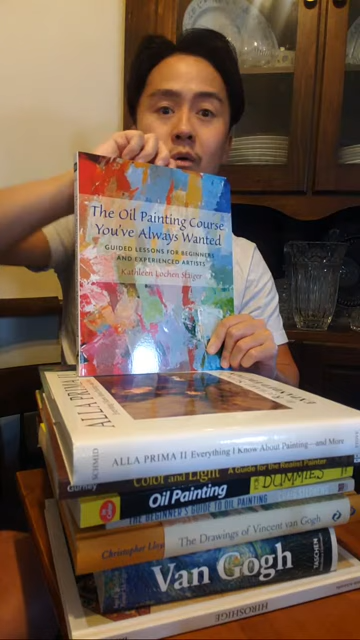 The Oil Painting Course
You've Always Wanted
GUIDED LESSONS FOR BEGINNERS
AND EXPERIENCED ARTISTS
Kathleen Lochen Staiger
ALLA PRIMA II
SCHMID ALLA PRIMA II Everything I Know About Painting—and More
Gurney Color and Light A Guide for the Realist Painter
Oil Painting DUMMIES
THE BEGINNER'S GUIDE TO OIL PAINTING
Christopher Lloyd The Drawings of Vincent van Gogh
Van Gogh TASCHEN
HIROSHIGE